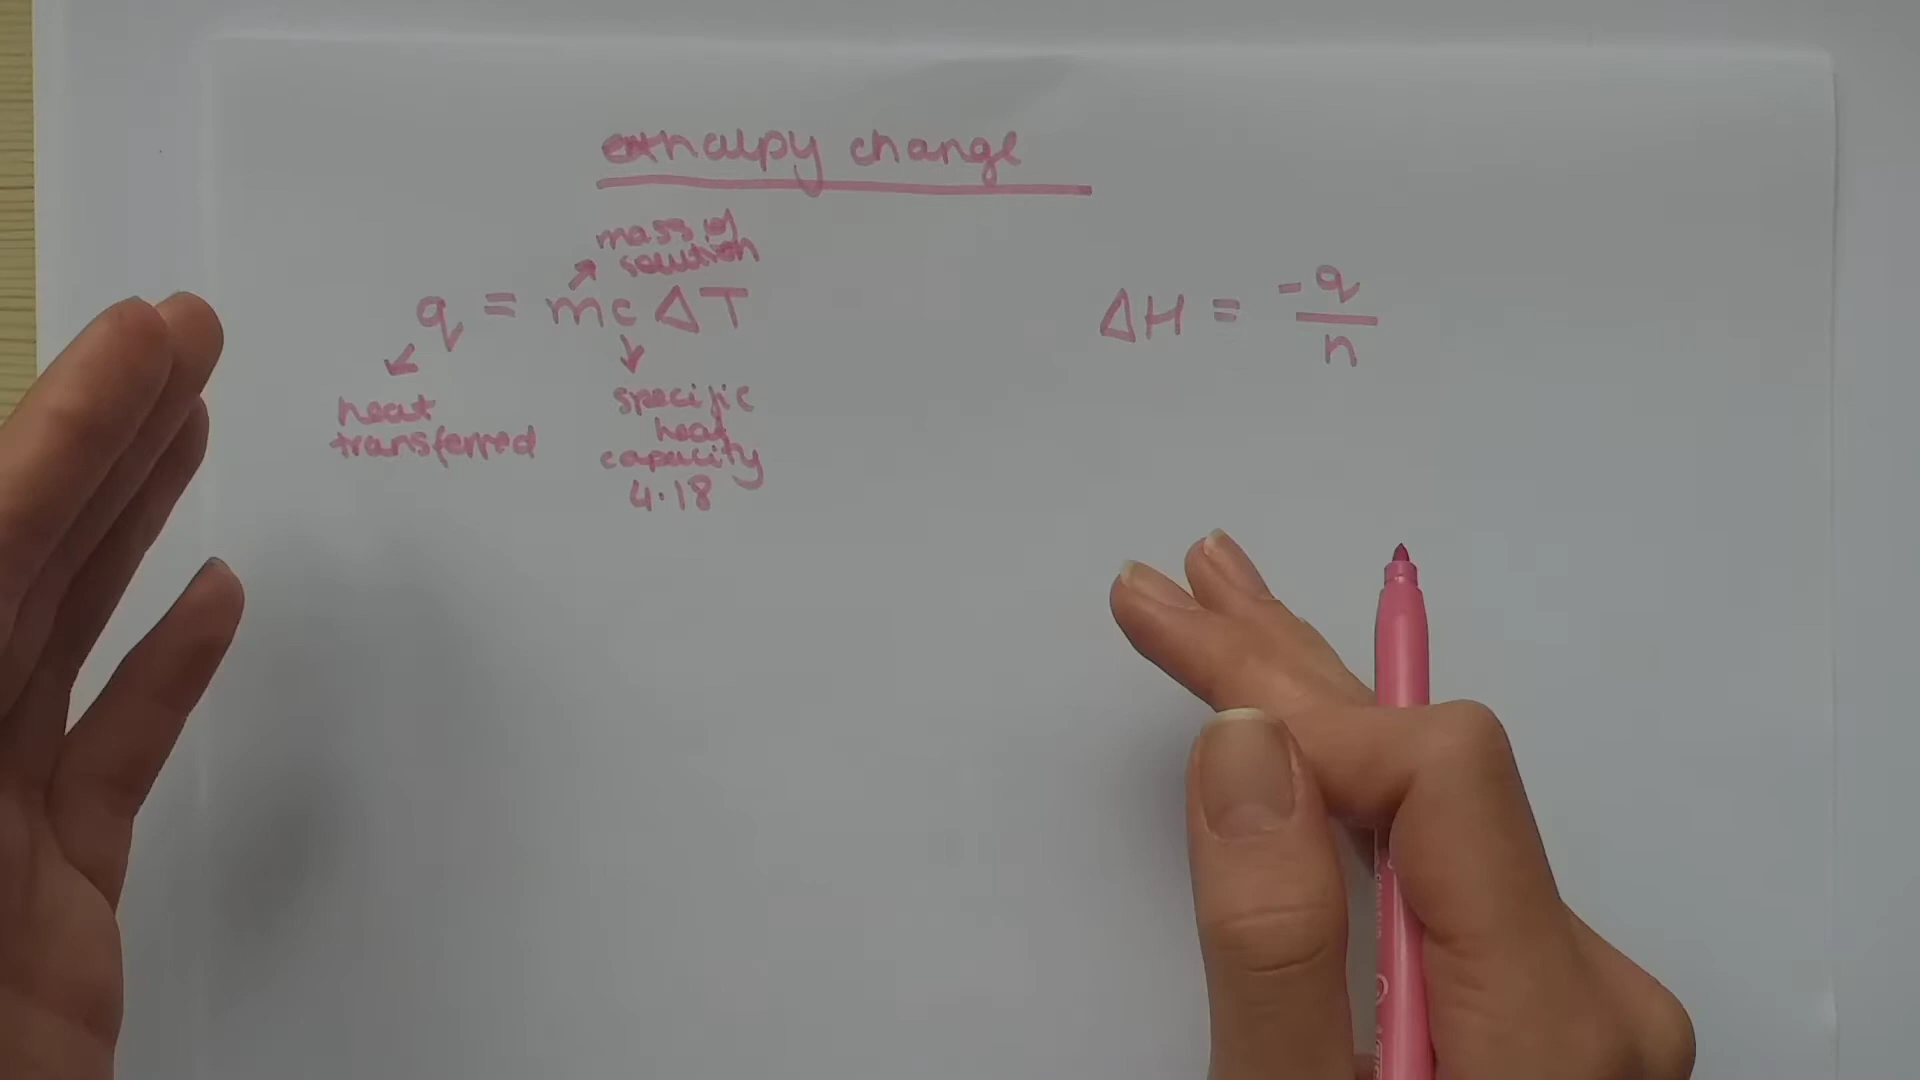 enthalpy change
mass of
solution
q = mcΔT
heat
transferred
specific
heat
capacity
4.18
ΔH = -q/n